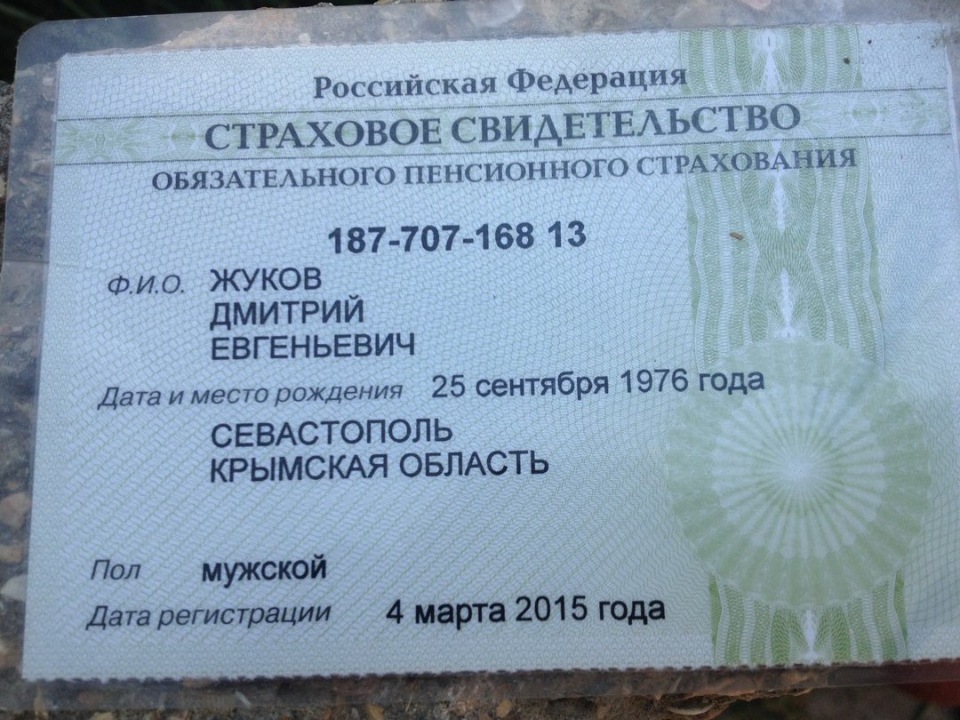 Российская Федерация
СТРАХОВОЕ СВИДЕТЕЛЬСТВО
ОБЯЗАТЕЛЬНОГО ПЕНСИОННОГО СТРАХОВАНИЯ
187-707-168 13
Ф.И.О. ЖУКОВ
ДМИТРИЙ
ЕВГЕНЬЕВИЧ
Дата и место рождения 25 сентября 1976 года
СЕВАСТОПОЛЬ
КРЫМСКАЯ ОБЛАСТЬ
Пол мужской
Дата регистрации 4 марта 2015 года